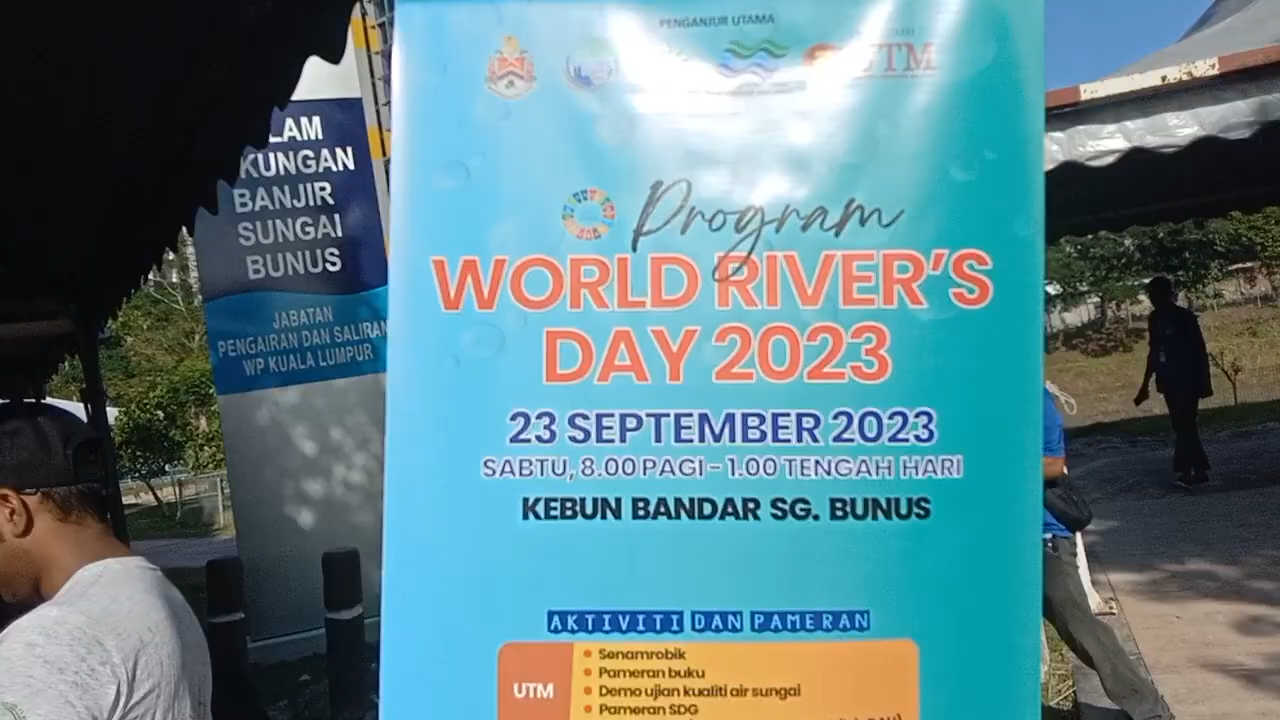 PENGANJUR UTAMA
UTM
Program
WORLD RIVER'S
DAY 2023
23 SEPTEMBER 2023
SABTU, 8.00 PAGI - 1.00 TENGAH HARI
KEBUN BANDAR SG. BUNUS
AKTIVITI DAN PAMERAN
UTM
• Senamrobik
• Pameran buku
• Demo ujian kualiti air sungai
• Pameran SDG
LAM
KUNGAN
BANJIR
SUNGAI
BUNUS
JABATAN
PENGAIRAN DAN SALIRAN
WP KUALA LUMPUR